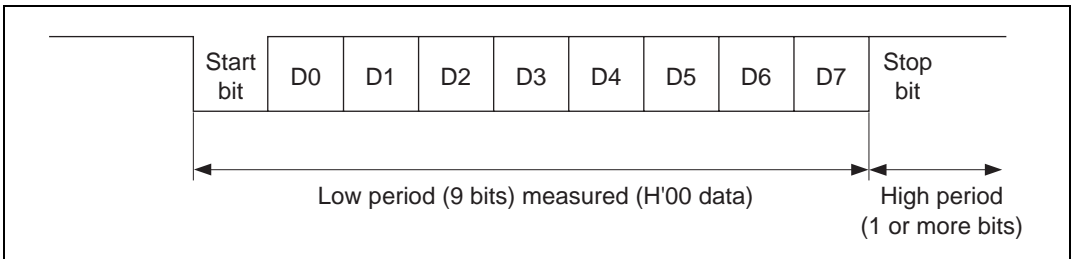 Start
bit
D0
D1
D2
D3
D4
D5
D6
D7
Stop
bit
Low period (9 bits) measured (H'00 data)
High period
(1 or more bits)